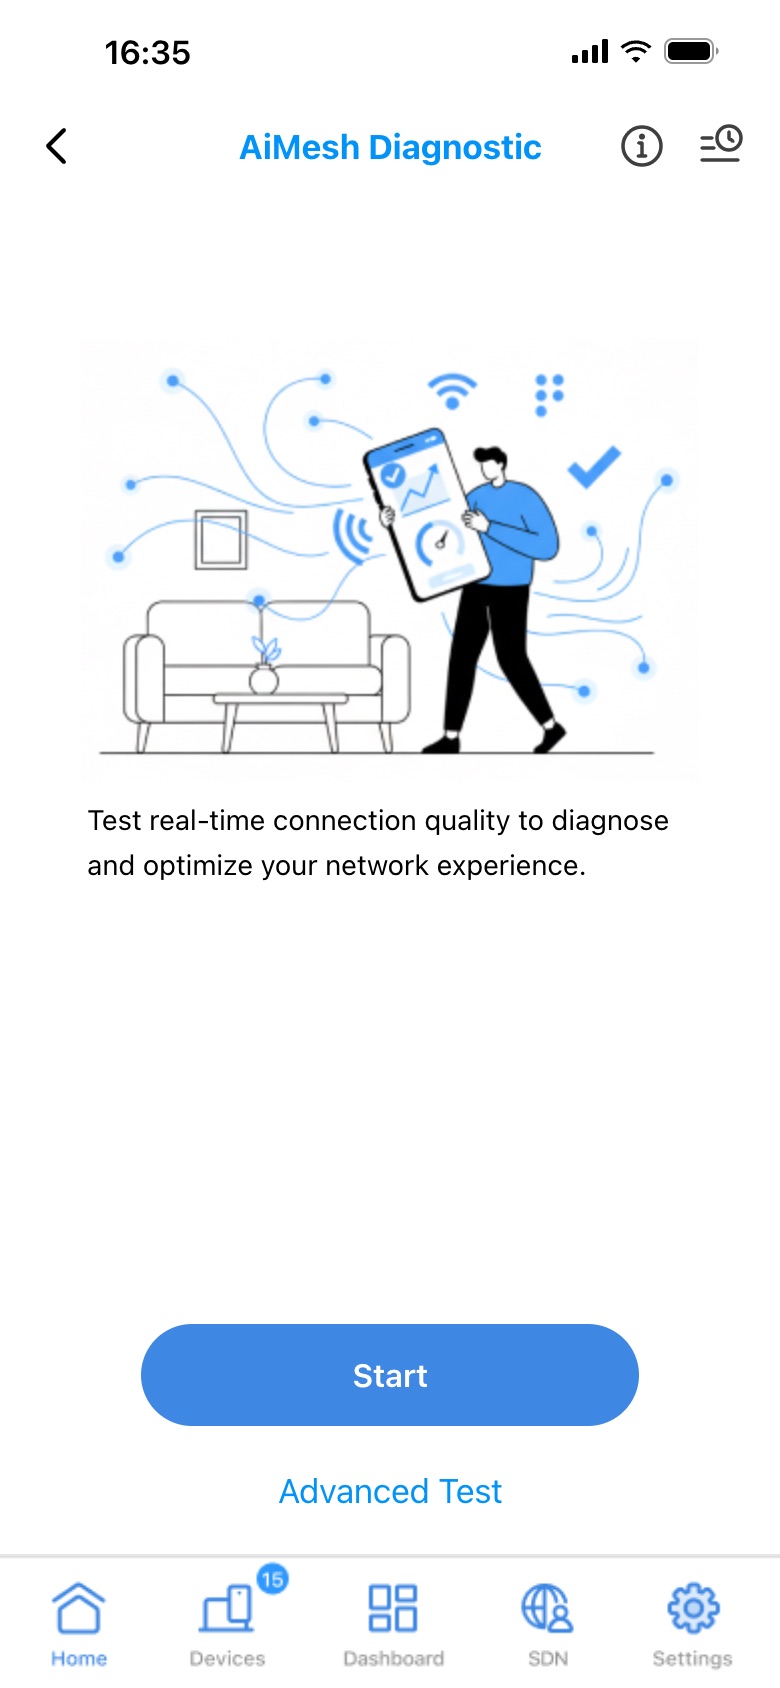 16:35
AiMesh Diagnostic
Test real-time connection quality to diagnose
and optimize your network experience.
Start
Advanced Test
15
Home
Devices
Dashboard
SDN
Settings